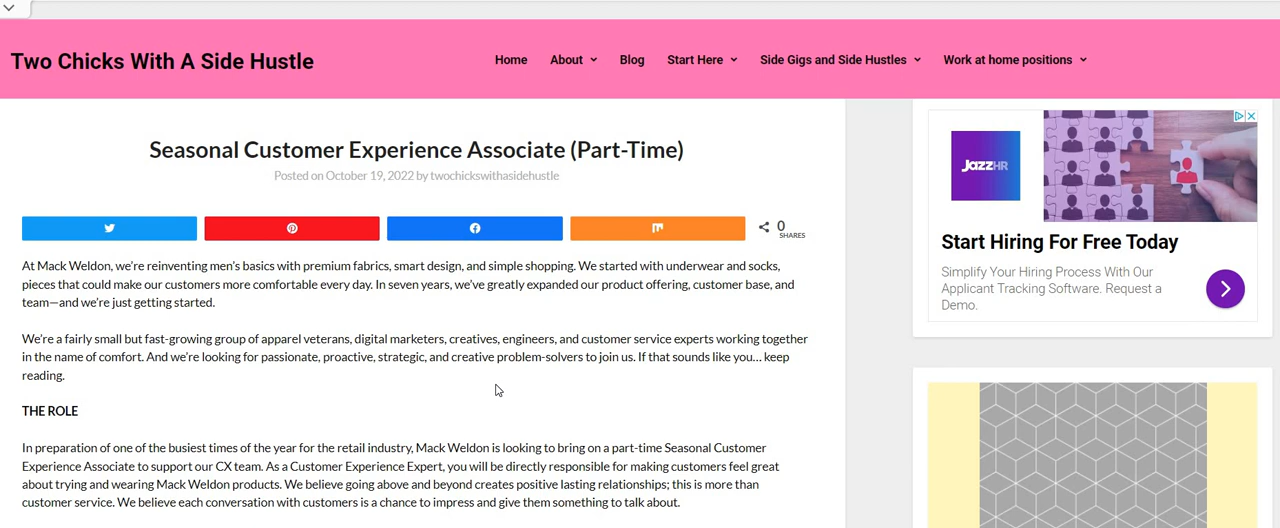 Two Chicks With A Side Hustle
Home About Blog Start Here Side Gigs and Side Hustles Work at home positions
Seasonal Customer Experience Associate (Part-Time)
Posted on October 19, 2022 by twochickswithasidehustle
0
SHARES
At Mack Weldon, we're reinventing men's basics with premium fabrics, smart design, and simple shopping. We started with underwear and socks,
pieces that could make our customers more comfortable every day. In seven years, we've greatly expanded our product offering, customer base, and
team—and we're just getting started.
We're a fairly small but fast-growing group of apparel veterans, digital marketers, creatives, engineers, and customer service experts working together
in the name of comfort. And we're looking for passionate, proactive, strategic, and creative problem-solvers to join us. If that sounds like you… keep
reading.
THE ROLE
In preparation of one of the busiest times of the year for the retail industry, Mack Weldon is looking to bring on a part-time Seasonal Customer
Experience Associate to support our CX team. As a Customer Experience Expert, you will be directly responsible for making customers feel great
about trying and wearing Mack Weldon products. We believe going above and beyond creates positive lasting relationships; this is more than
customer service. We believe each conversation with customers is a chance to impress and give them something to talk about.
JazzHR
Start Hiring For Free Today
Simplify Your Hiring Process With Our
Applicant Tracking Software. Request a
Demo.